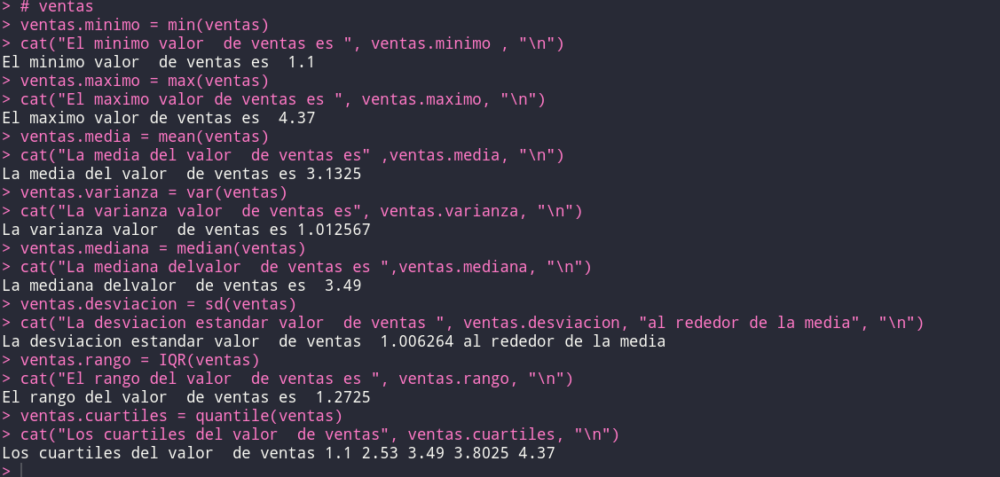 > # ventas
> ventas.minimo = min(ventas)
> cat("El minimo valor  de ventas es ", ventas.minimo , "\n")
El minimo valor  de ventas es  1.1
> ventas.maximo = max(ventas)
> cat("El maximo valor de ventas es ", ventas.maximo, "\n")
El maximo valor de ventas es  4.37
> ventas.media = mean(ventas)
> cat("La media del valor  de ventas es" ,ventas.media, "\n")
La media del valor  de ventas es 3.1325
> ventas.varianza = var(ventas)
> cat("La varianza valor  de ventas es", ventas.varianza, "\n")
La varianza valor  de ventas es 1.012567
> ventas.mediana = median(ventas)
> cat("La mediana delvalor  de ventas es ",ventas.mediana, "\n")
La mediana delvalor  de ventas es  3.49
> ventas.desviacion = sd(ventas)
> cat("La desviacion estandar valor  de ventas ", ventas.desviacion, "al rededor de la media", "\n")
La desviacion estandar valor  de ventas  1.006264 al rededor de la media
> ventas.rango = IQR(ventas)
> cat("El rango del valor  de ventas es ", ventas.rango, "\n")
El rango del valor  de ventas es  1.2725
> ventas.cuartiles = quantile(ventas)
> cat("Los cuartiles del valor  de ventas", ventas.cuartiles, "\n")
Los cuartiles del valor  de ventas 1.1 2.53 3.49 3.8025 4.37
>